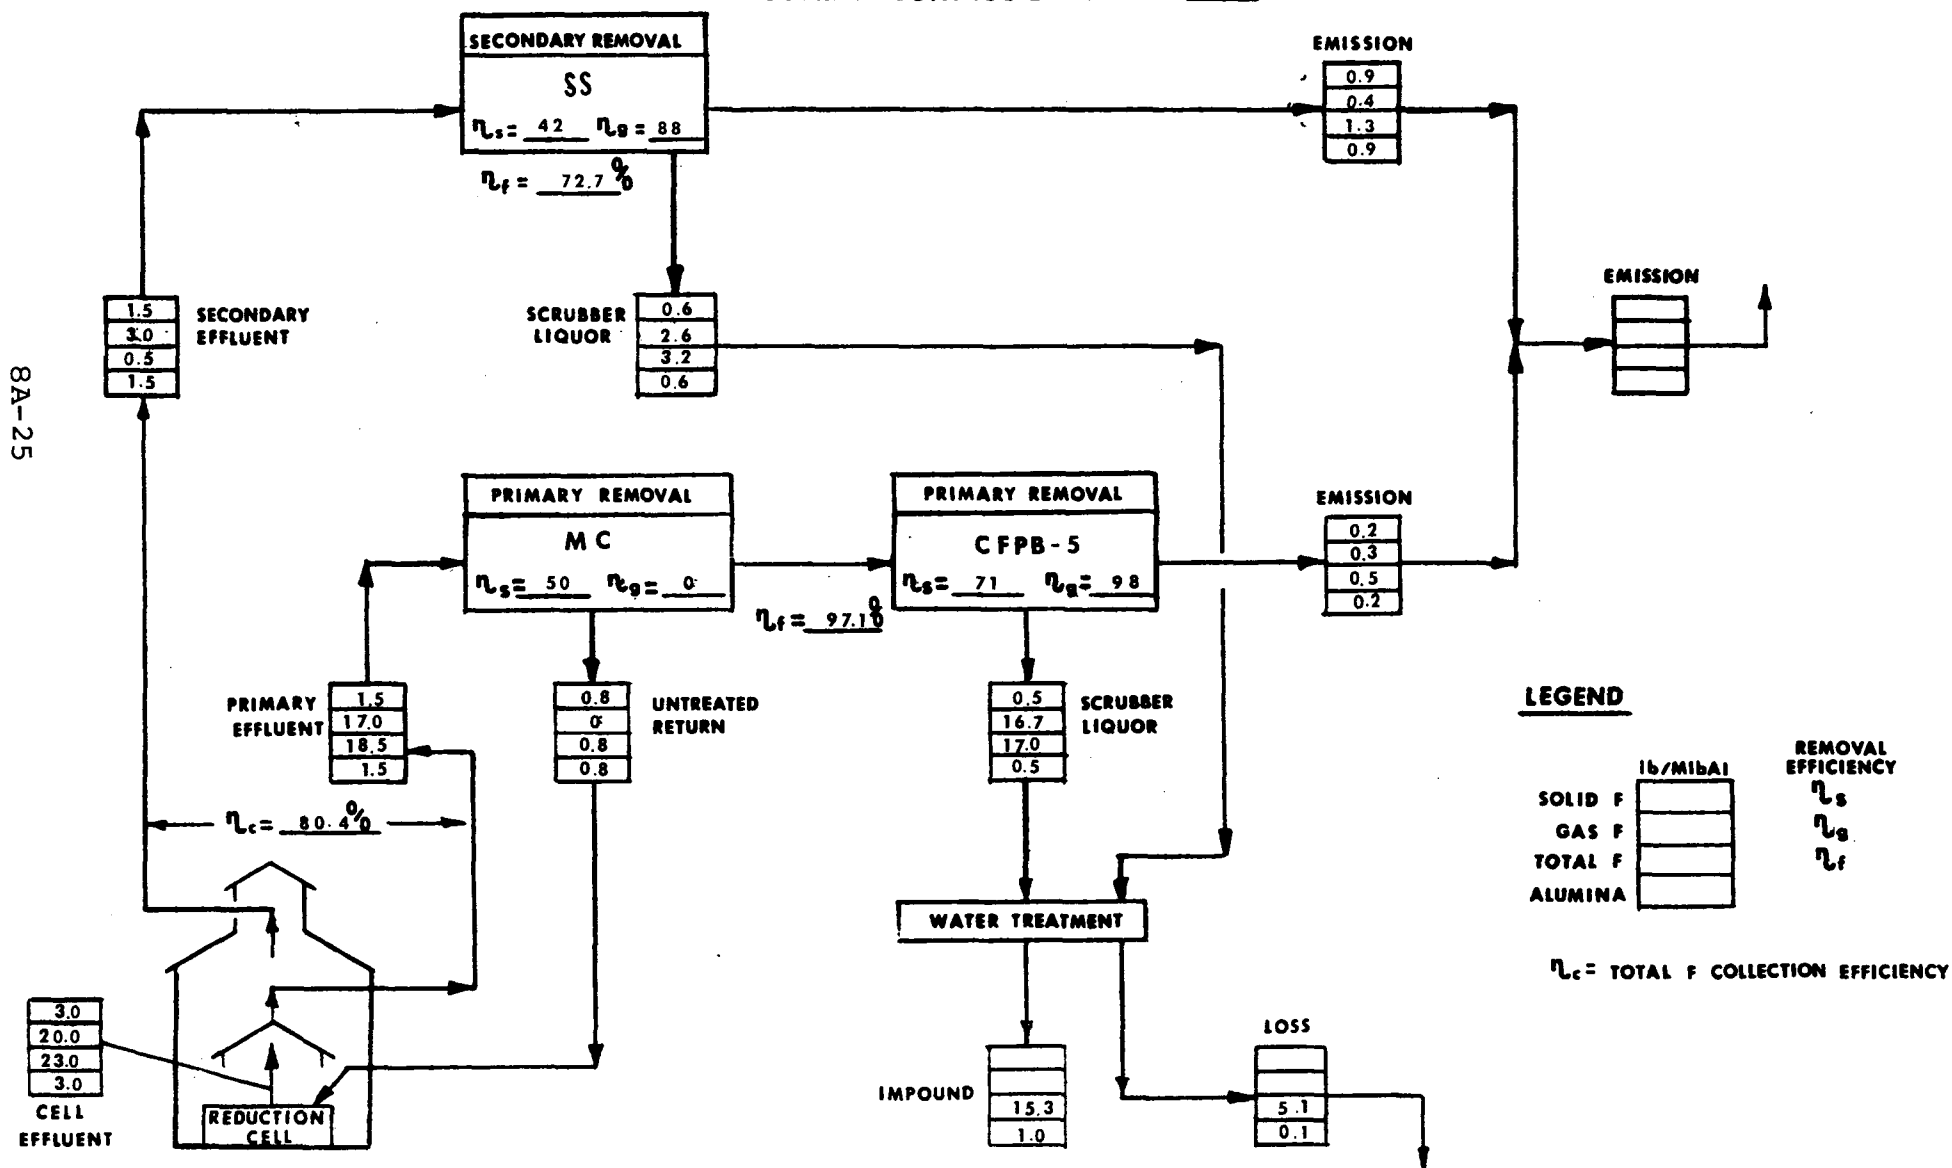 SECONDARY REMOVAL
SS
ηs= 42 ηg= 88
ηf= 72.7%
EMISSION
0.9
0.4
1.3
0.9
EMISSION
1.5
3.0
0.5
1.5
SECONDARY
EFFLUENT
SCRUBBER
LIQUOR
0.6
2.6
3.2
0.6
8A-25
PRIMARY REMOVAL
MC
ηs= 50 ηg= 0
PRIMARY REMOVAL
CFPB-5
ηs= 71 ηg= 98
ηf= 97.1%
EMISSION
0.2
0.3
0.5
0.2
PRIMARY
EFFLUENT
1.5
17.0
18.5
1.5
0.8
0
0.8
0.8
UNTREATED
RETURN
0.5
16.7
17.0
0.5
SCRUBBER
LIQUOR
ηc= 80.4%
LEGEND
lb/MlbAl
REMOVAL
EFFICIENCY
SOLID F ηs
GAS F ηg
TOTAL F ηf
ALUMINA
ηc= TOTAL F COLLECTION EFFICIENCY
WATER TREATMENT
3.0
20.0
23.0
3.0
CELL
EFFLUENT
REDUCTION
CELL
IMPOUND
15.3
1.0
LOSS
5.1
0.1